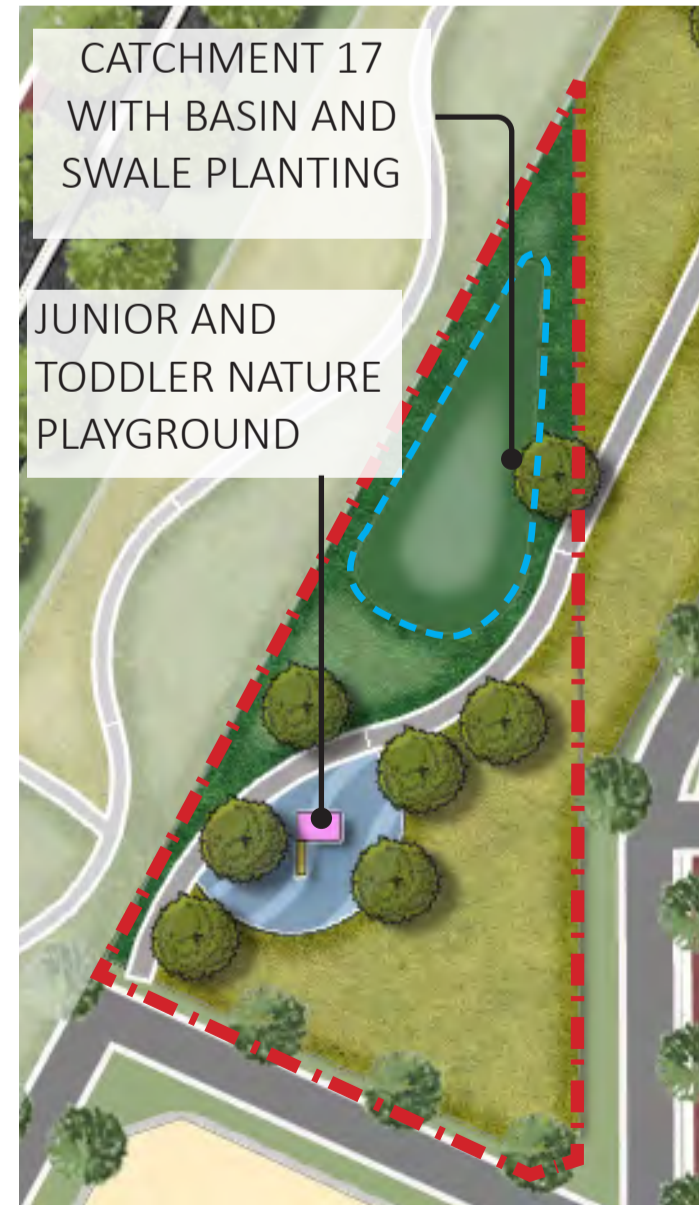 CATCHMENT 17
WITH BASIN AND
SWALE PLANTING
JUNIOR AND
TODDLER NATURE
PLAYGROUND